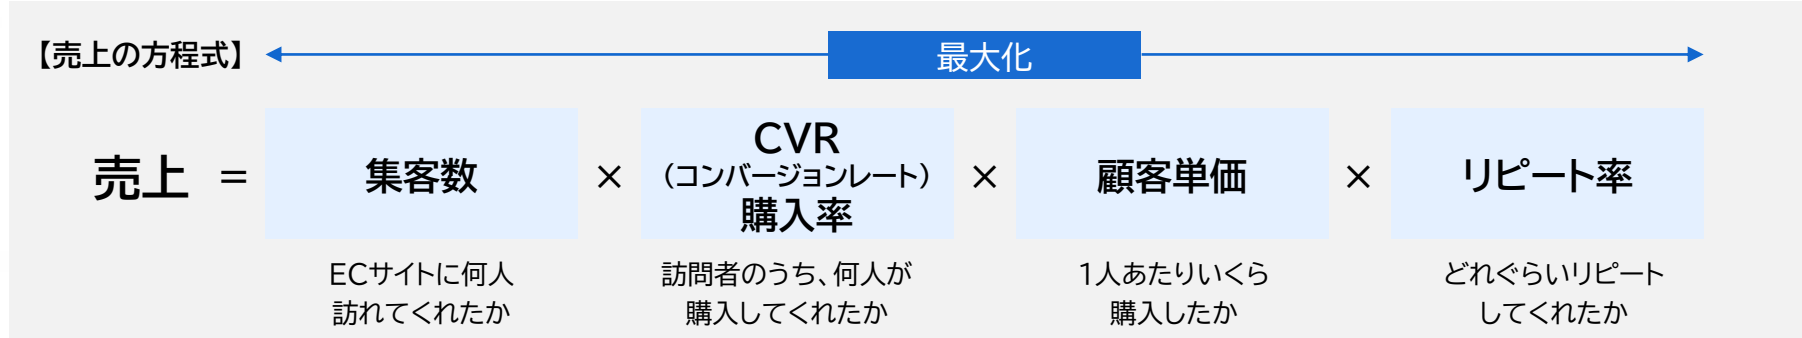 【売上の方程式】
最大化
売上 = 集客数 × CVR (コンバージョンレート) 購入率 × 顧客単価 × リピート率
ECサイトに何人
訪れてくれたか
訪問者のうち、何人が
購入してくれたか
1人あたりいくら
購入したか
どれぐらいリピート
してくれたか